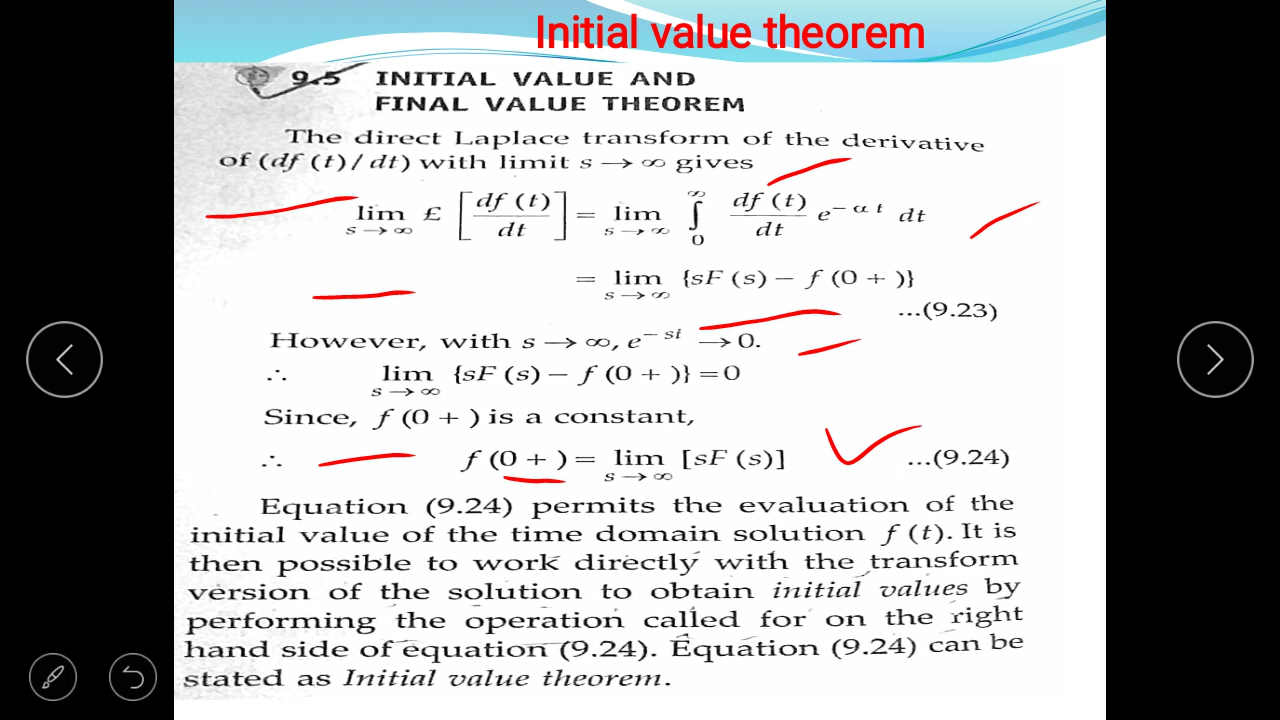 Initial value theorem
9.5 INITIAL VALUE AND
FINAL VALUE THEOREM
The direct Laplace transform of the derivative
of (df (t)/ dt) with limit s → ∞ gives
lim s → ∞ £ [df (t)/dt] = lim s → ∞ ∫0∞ df (t)/dt e^{– α t} dt
= lim s → ∞ {sF (s) – f (0 + )}
...(9.23)
However, with s → ∞, e^{– st} → 0.
∴ lim s → ∞ {sF (s) – f (0 + )} = 0
Since, f (0 + ) is a constant,
∴ f (0 + ) = lim s → ∞ [sF (s)] ...(9.24)
Equation (9.24) permits the evaluation of the
initial value of the time domain solution f (t). It is
then possible to work directly with the transform
version of the solution to obtain initial values by
performing the operation called for on the right
hand side of equation (9.24). Equation (9.24) can be
stated as Initial value theorem.